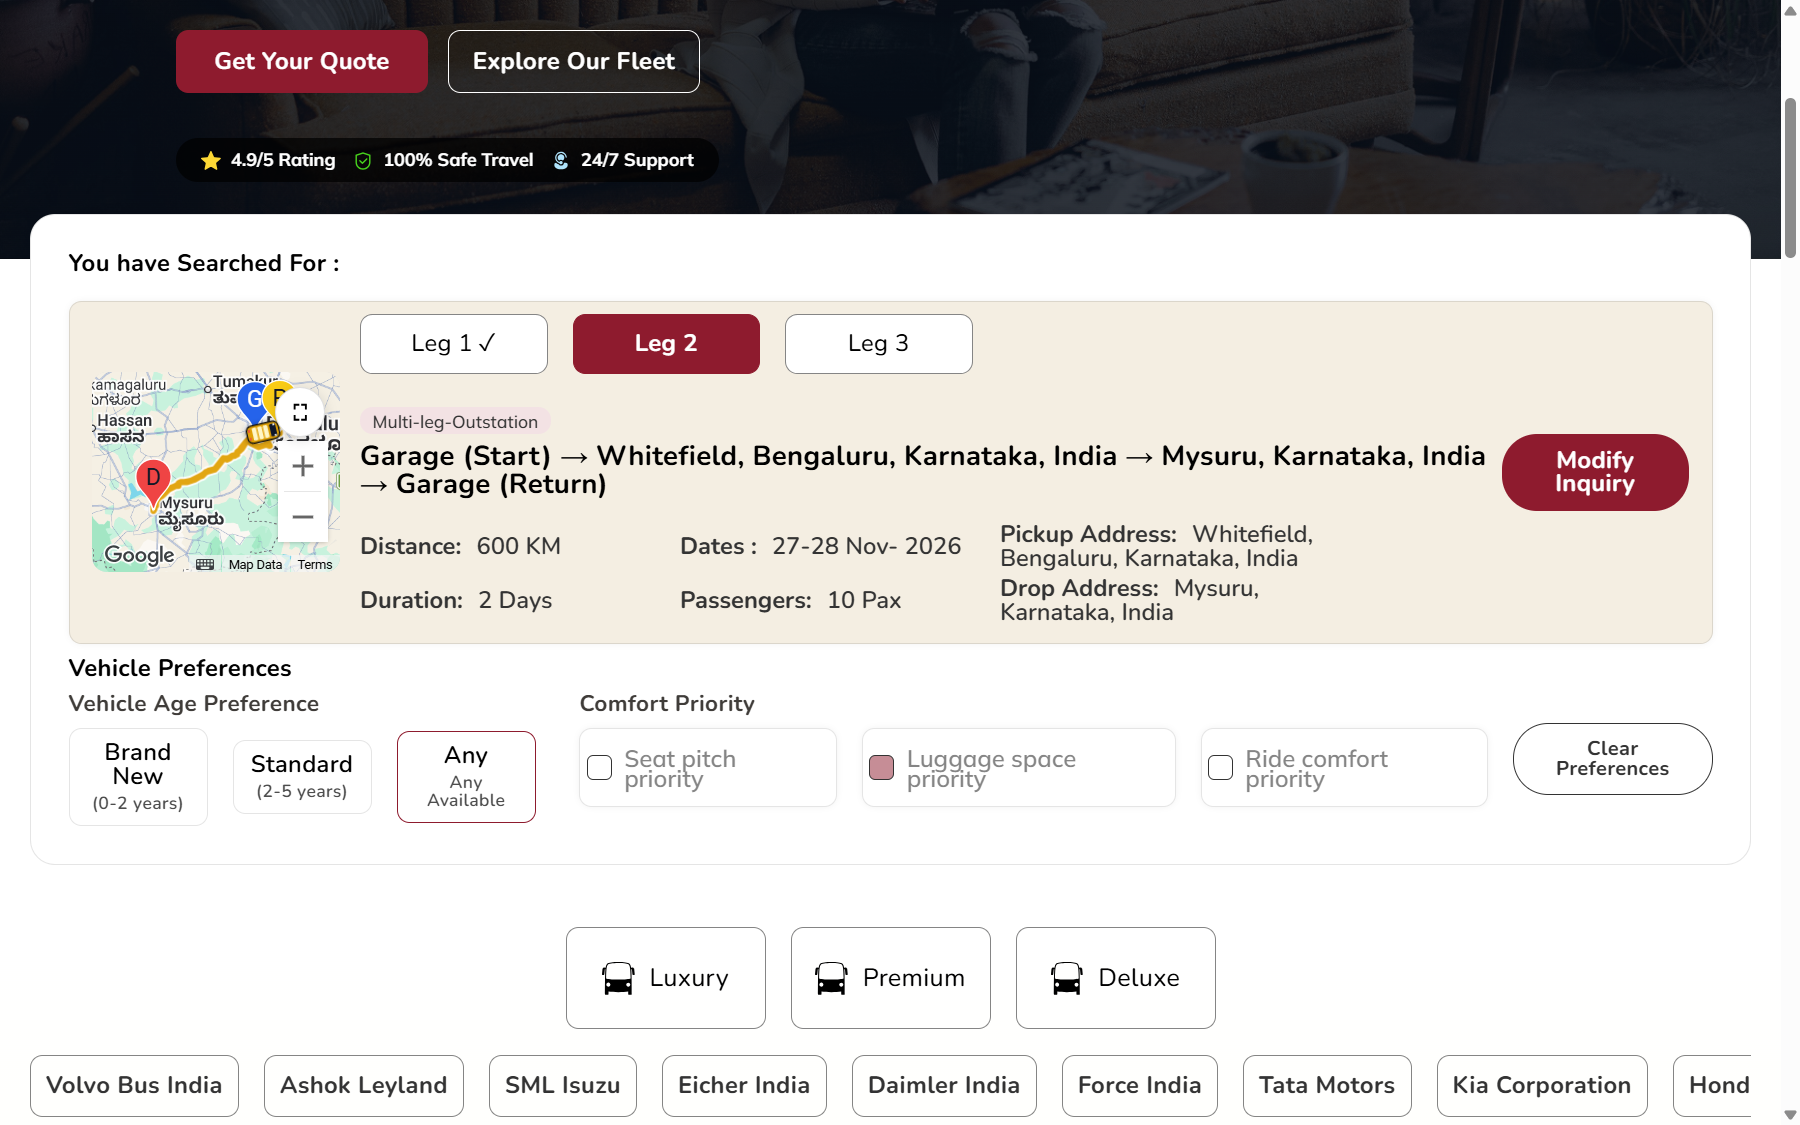 Get Your Quote
Explore Our Fleet
4.9/5 Rating
100% Safe Travel
24/7 Support
You have Searched For :
Leg 1 ✓
Leg 2
Leg 3
Tumakuru
Hassan
ಹಾಸನ
G
D
Mysuru
ಮೈಸೂರು
Google
Map Data
Terms
Multi-leg-Outstation
Garage (Start) → Whitefield, Bengaluru, Karnataka, India → Mysuru, Karnataka, India
→ Garage (Return)
Modify
Inquiry
Distance: 600 KM
Dates : 27-28 Nov- 2026
Pickup Address: Whitefield,
Bengaluru, Karnataka, India
Duration: 2 Days
Passengers: 10 Pax
Drop Address: Mysuru,
Karnataka, India
Vehicle Preferences
Vehicle Age Preference
Brand
New
(0-2 years)
Standard
(2-5 years)
Any
Any
Available
Comfort Priority
Seat pitch
priority
Luggage space
priority
Ride comfort
priority
Clear
Preferences
Luxury
Premium
Deluxe
Volvo Bus India
Ashok Leyland
SML Isuzu
Eicher India
Daimler India
Force India
Tata Motors
Kia Corporation
Hond